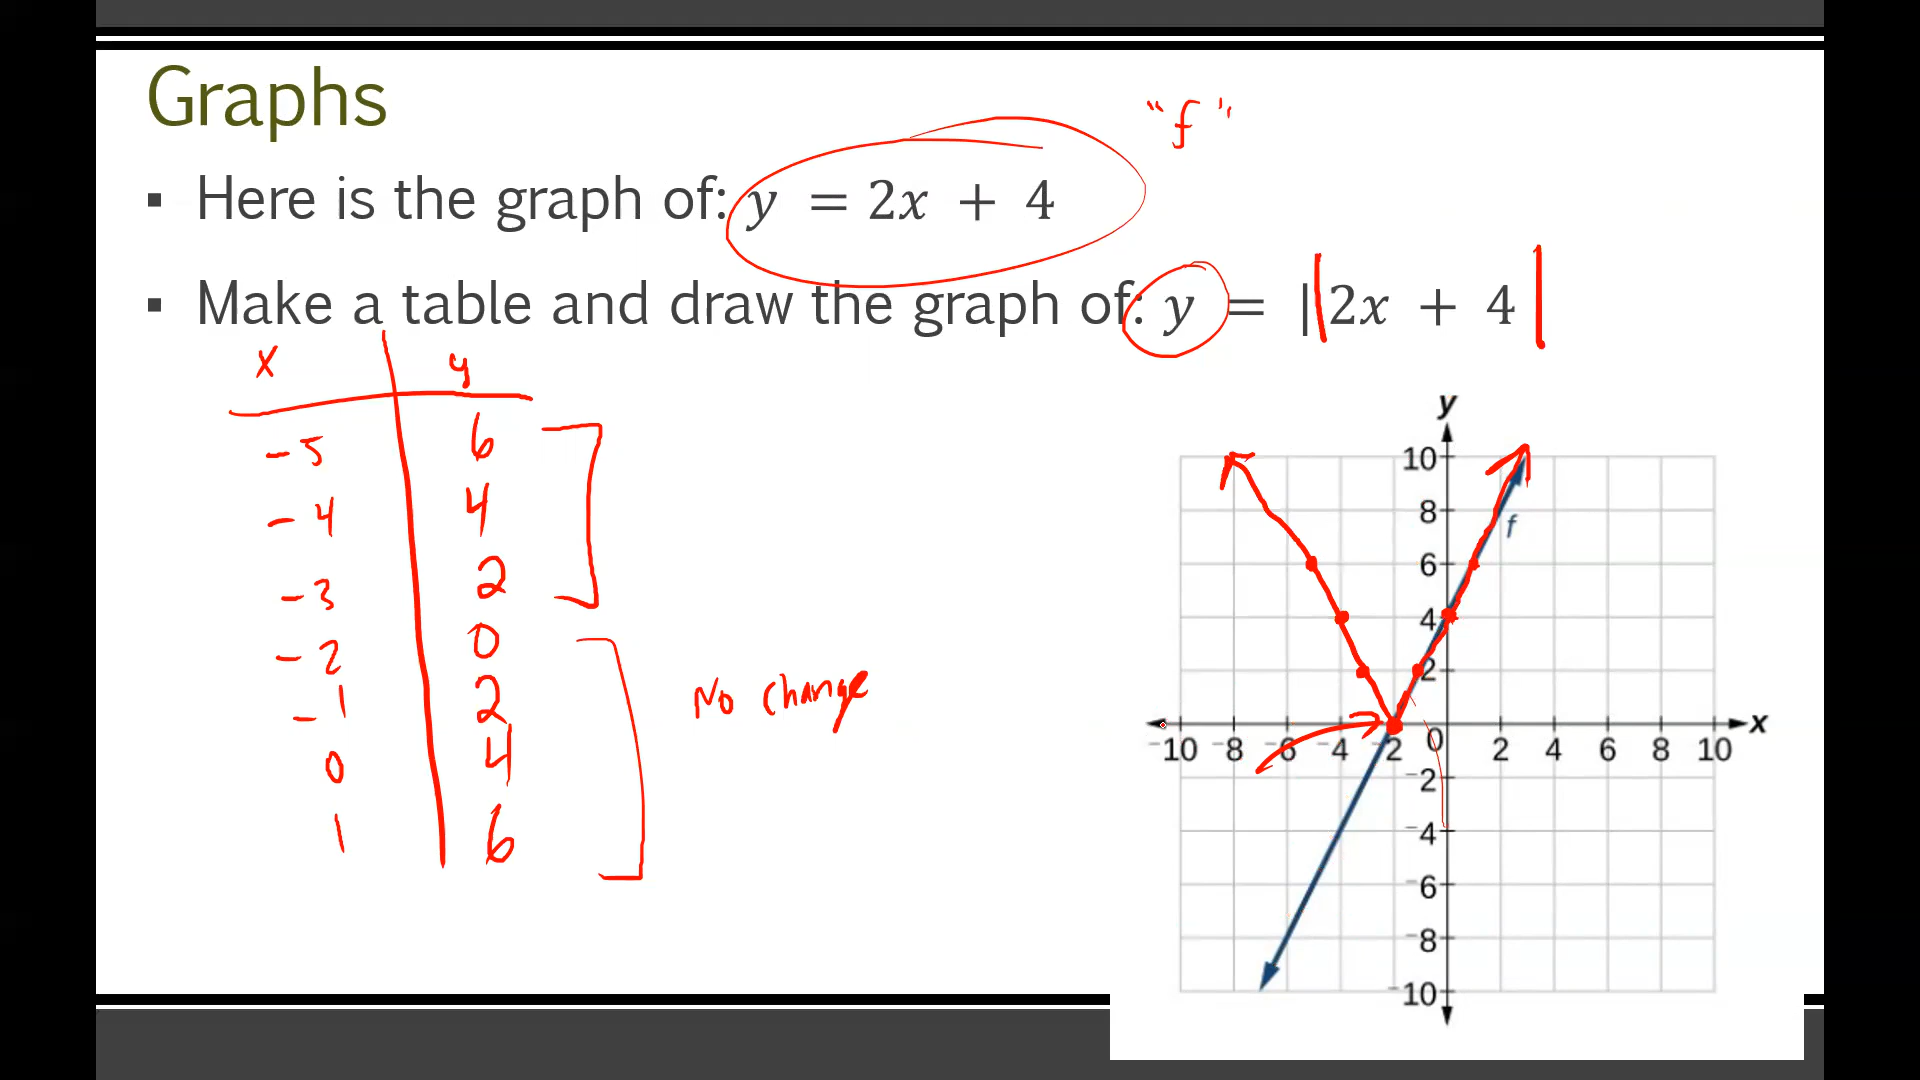 Graphs
"f"
▪ Here is the graph of: y = 2x + 4
▪ Make a table and draw the graph of: y = ||2x + 4|
x y
-5 6
-4 4
-3 2
-2 0
-1 2
0 4
1 6
No change
y
10
8
f
6
4
2
-10 -8 -6 -4 -2 0 2 4 6 8 10 x
-2
-4
-6
-8
-10